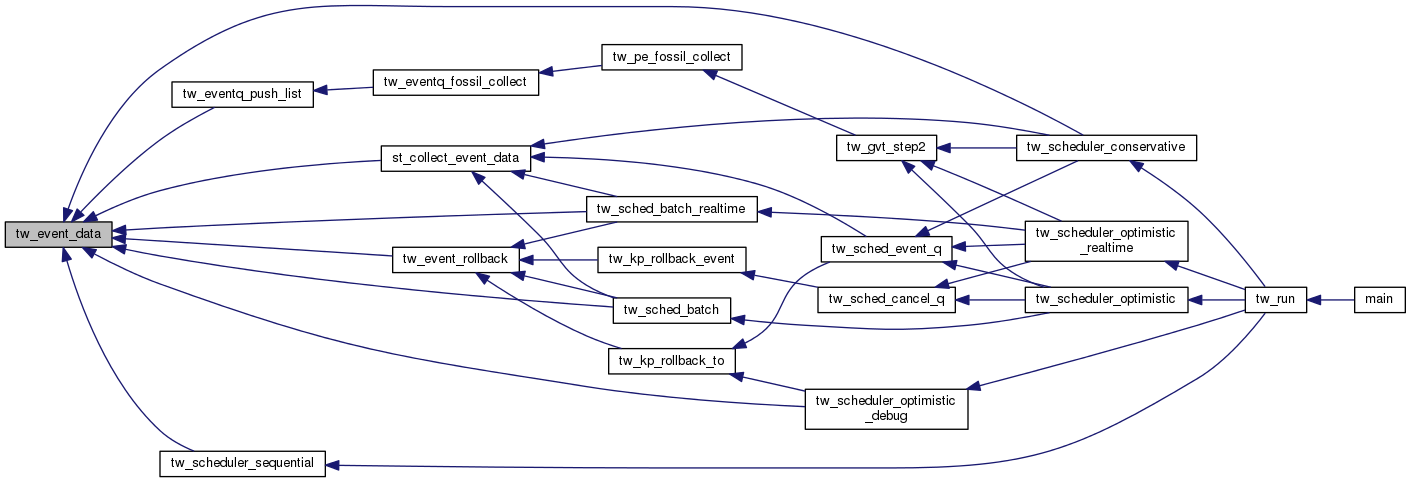 tw_pe_fossil_collect
tw_eventq_fossil_collect
tw_eventq_push_list
tw_gvt_step2
tw_scheduler_conservative
st_collect_event_data
tw_sched_batch_realtime
tw_event_data
tw_scheduler_optimistic
_realtime
tw_sched_event_q
tw_event_rollback
tw_kp_rollback_event
tw_sched_cancel_q
tw_scheduler_optimistic
tw_run
main
tw_sched_batch
tw_kp_rollback_to
tw_scheduler_optimistic
_debug
tw_scheduler_sequential